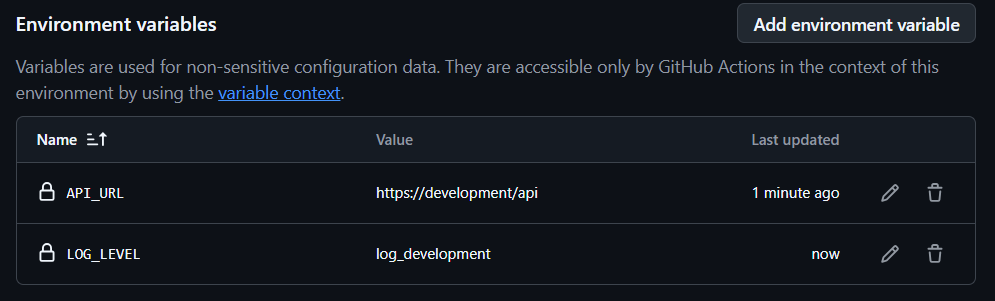 Environment variables
Add environment variable
Variables are used for non-sensitive configuration data. They are accessible only by GitHub Actions in the context of this
environment by using the variable context.
Name Value Last updated
API_URL https://development/api 1 minute ago
LOG_LEVEL log_development now